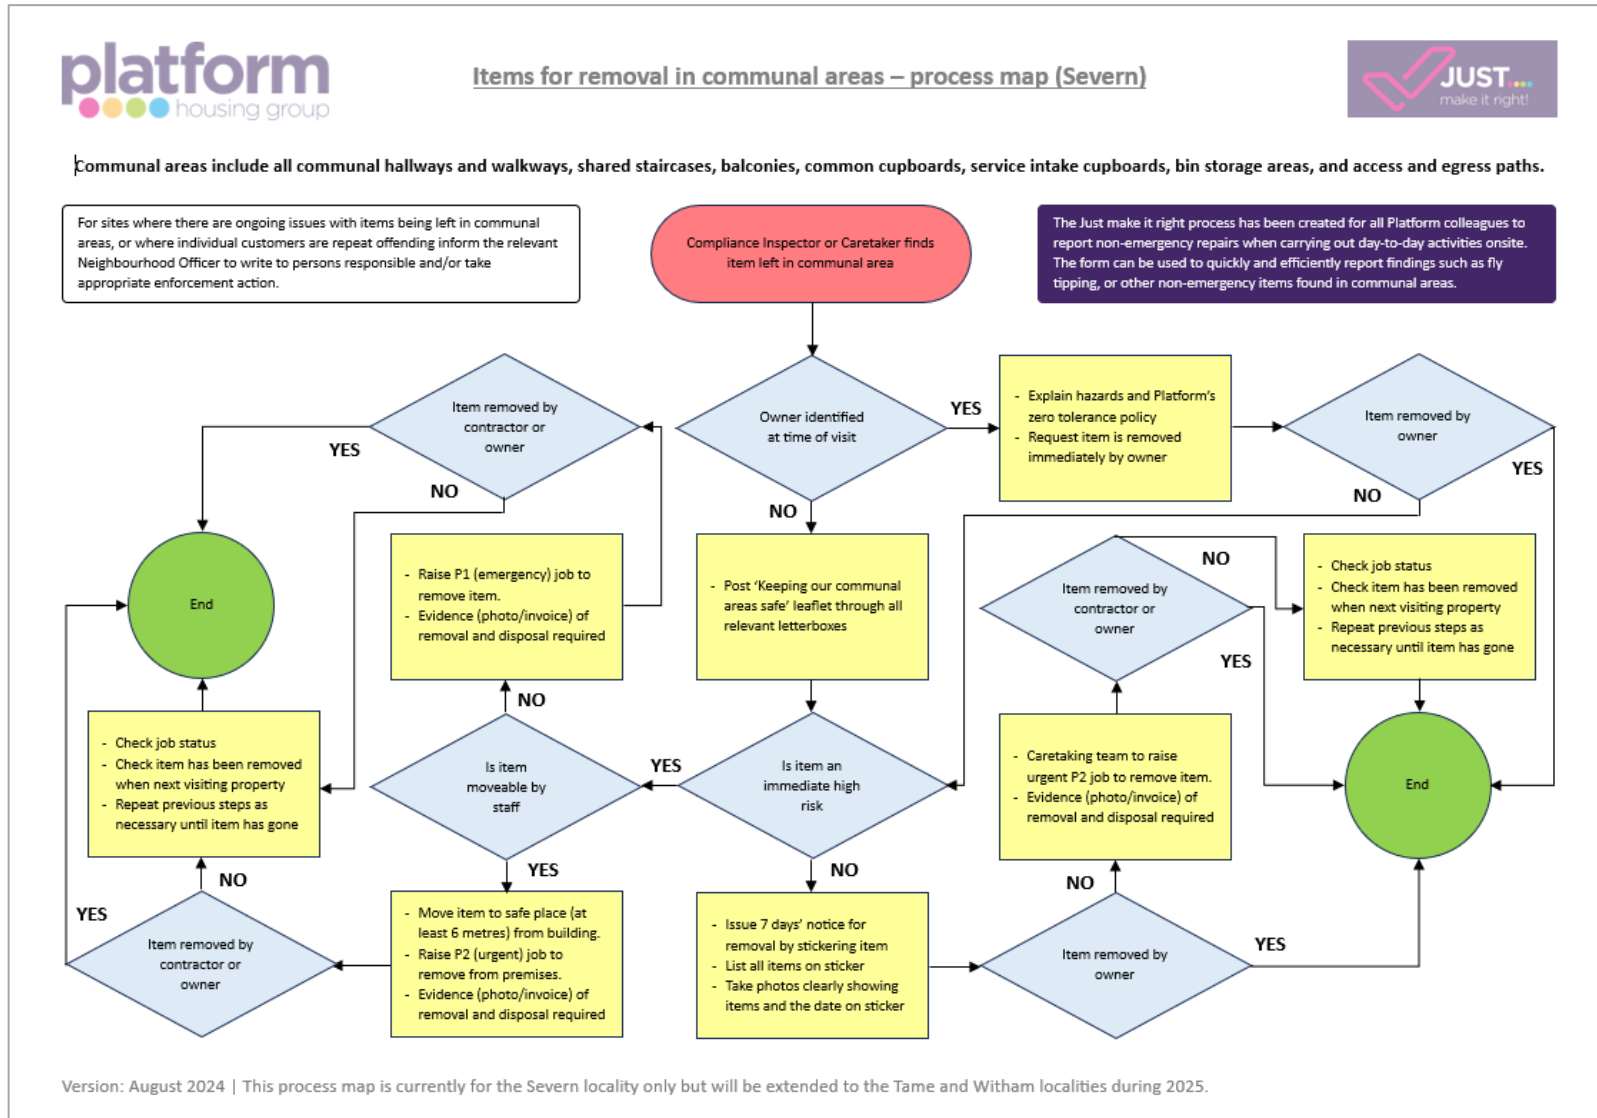 platform
housing group
Items for removal in communal areas – process map (Severn)
JUST....
make it right!
Communal areas include all communal hallways and walkways, shared staircases, balconies, common cupboards, service intake cupboards, bin storage areas, and access and egress paths.
For sites where there are ongoing issues with items being left in communal
areas, or where individual customers are repeat offending inform the relevant
Neighbourhood Officer to write to persons responsible and/or take
appropriate enforcement action.
Compliance Inspector or Caretaker finds
item left in communal area
The Just make it right process has been created for all Platform colleagues to
report non-emergency repairs when carrying out day-to-day activities onsite.
The form can be used to quickly and efficiently report findings such as fly
tipping, or other non-emergency items found in communal areas.
Item removed by
contractor or
owner
YES
NO
Owner identified
at time of visit
YES
NO
- Explain hazards and Platform's
zero tolerance policy
- Request item is removed
immediately by owner
Item removed by
owner
YES
NO
End
- Raise P1 (emergency) job to
remove item.
- Evidence (photo/invoice) of
removal and disposal required
- Post 'Keeping our communal
areas safe' leaflet through all
relevant letterboxes
Item removed by
contractor or
owner
NO
YES
- Check job status
- Check item has been removed
when next visiting property
- Repeat previous steps as
necessary until item has gone
- Check job status
- Check item has been removed
when next visiting property
- Repeat previous steps as
necessary until item has gone
NO
Is item
moveable by
staff
YES
YES
Is item an
immediate high
risk
NO
- Caretaking team to raise
urgent P2 job to remove item.
- Evidence (photo/invoice) of
removal and disposal required
End
NO
YES
Item removed by
contractor or
owner
- Move item to safe place (at
least 6 metres) from building.
- Raise P2 (urgent) job to
remove from premises.
- Evidence (photo/invoice) of
removal and disposal required
- Issue 7 days' notice for
removal by stickering item
- List all items on sticker
- Take photos clearly showing
items and the date on sticker
NO
Item removed by
owner
YES
Version: August 2024 | This process map is currently for the Severn locality only but will be extended to the Tame and Witham localities during 2025.